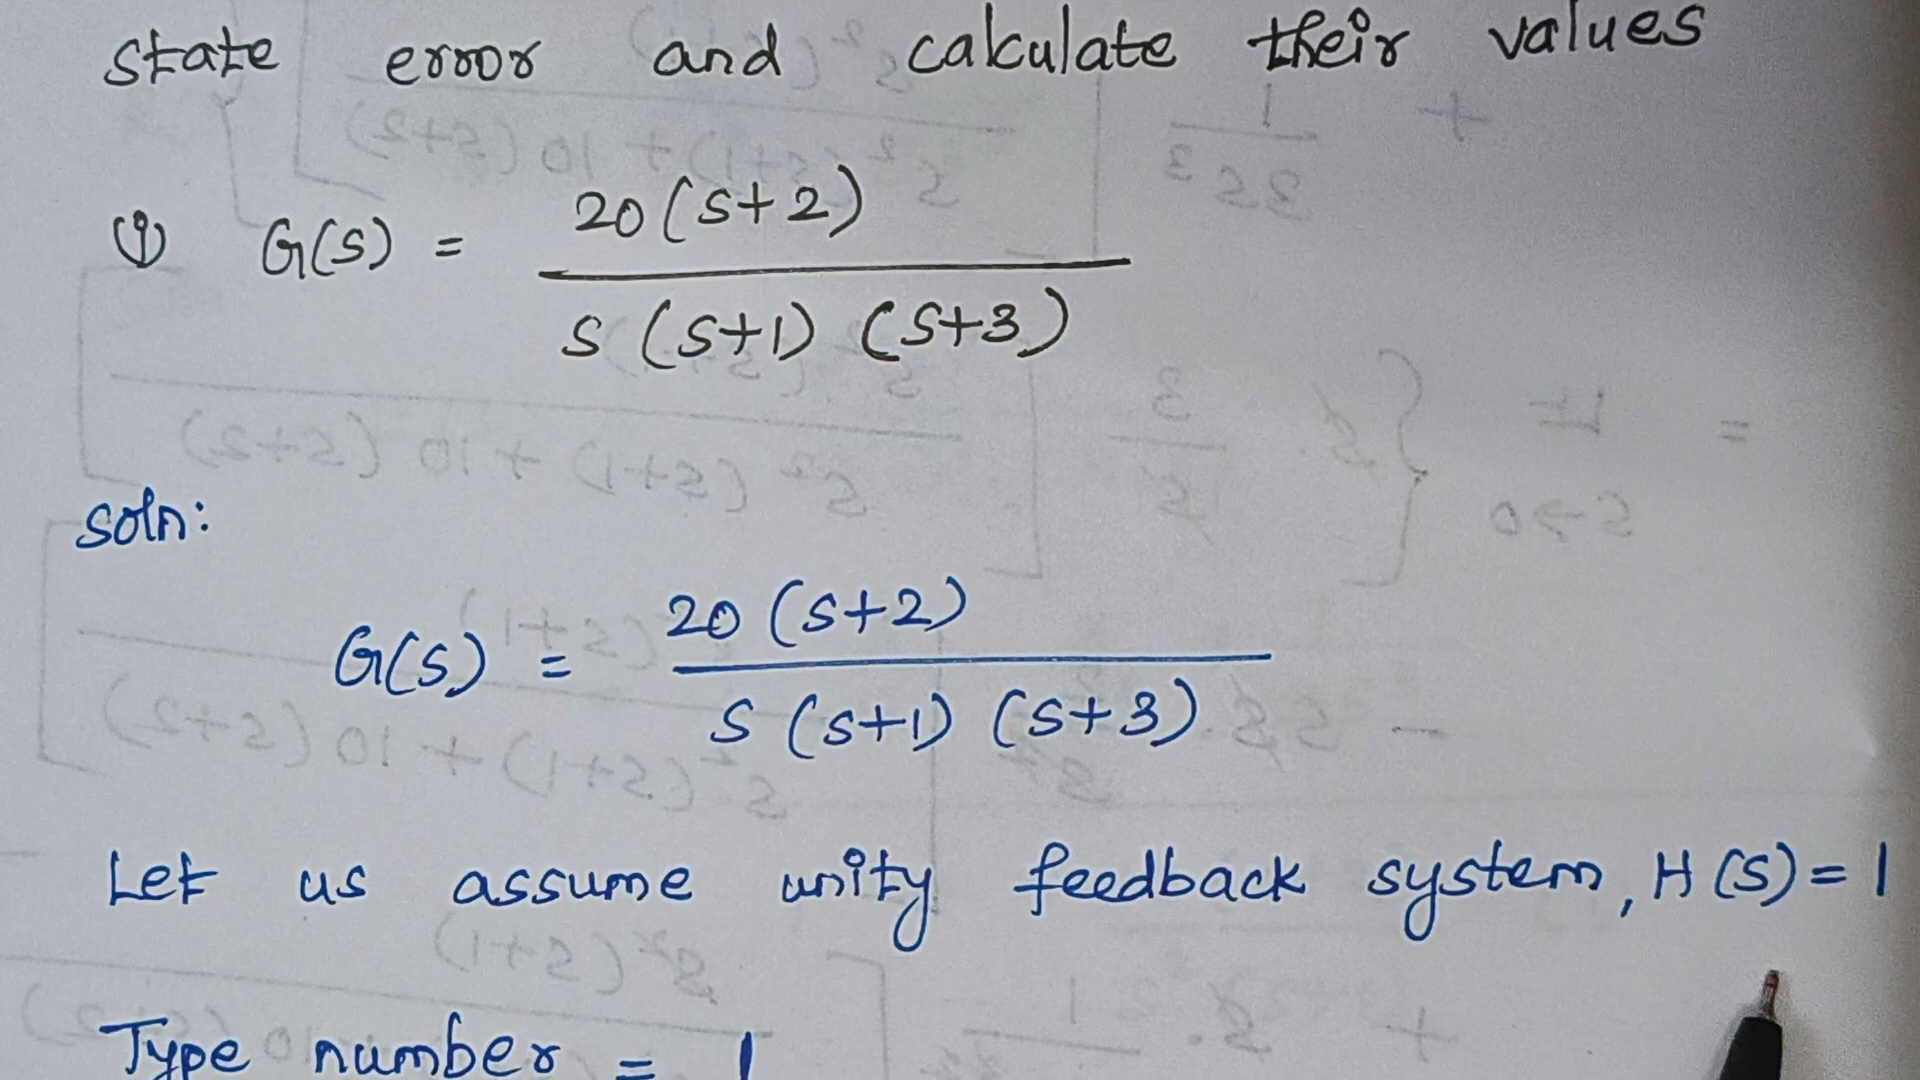 state error and calculate their values
(i) G(s) = 20(s+2)
s(s+1) (s+3)
soln:
G(s) = 20 (s+2)
s (s+1) (s+3)
Let us assume unity feedback system, H(s) = 1
Type number = 1